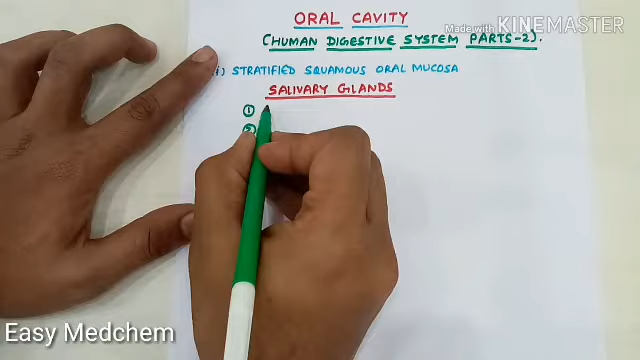 ORAL CAVITY
Made with KINEMASTER
(HUMAN DIGESTIVE SYSTEM PARTS-2).
i) STRATIFIED SQUAMOUS ORAL MUCOSA
SALIVARY GLANDS
①
②
Easy Medchem